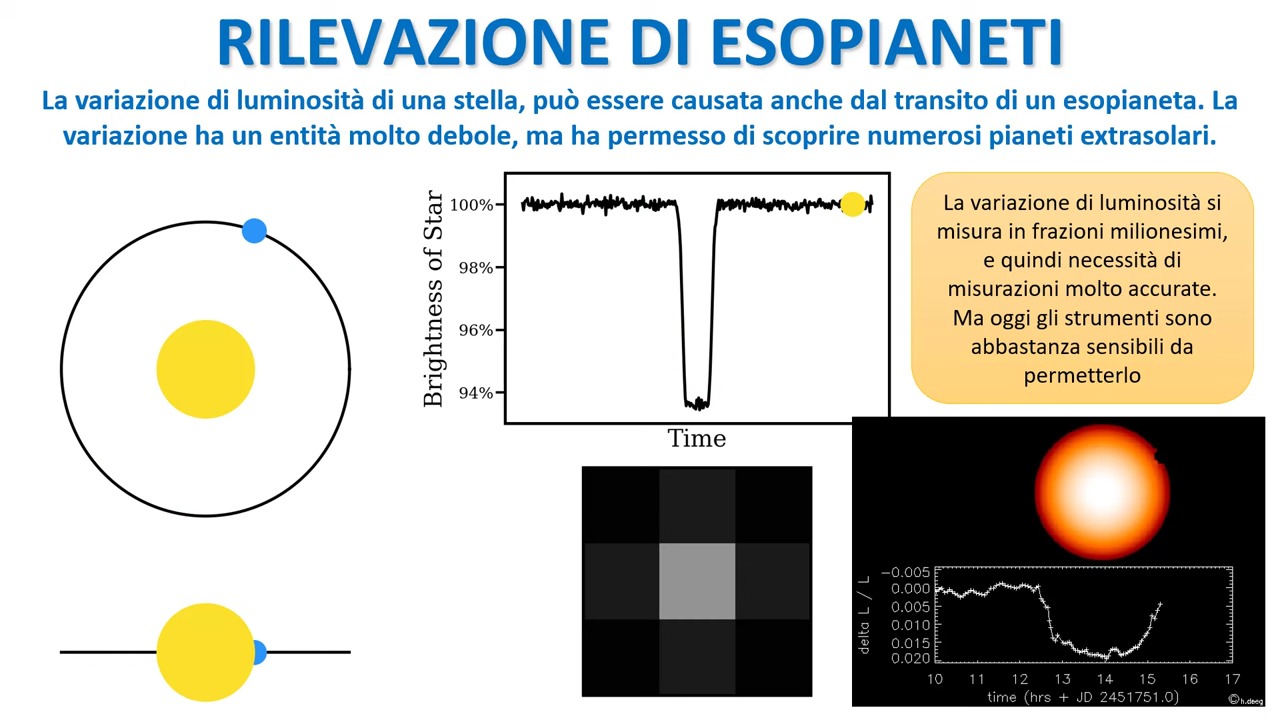 RILEVAZIONE DI ESOPIANETI
La variazione di luminosità di una stella, può essere causata anche dal transito di un esopianeta. La
variazione ha un entità molto debole, ma ha permesso di scoprire numerosi pianeti extrasolari.
Brightness of Star
100%
98%
96%
94%
Time
La variazione di luminosità si
misura in frazioni milionesimi,
e quindi necessità di
misurazioni molto accurate.
Ma oggi gli strumenti sono
abbastanza sensibili da
permetterlo
delta L / L
-0.005
0.000
0.005
0.010
0.015
0.020
10 11 12 13 14 15 16 17
time (hrs + JD 2451751.0)
©h.deeg